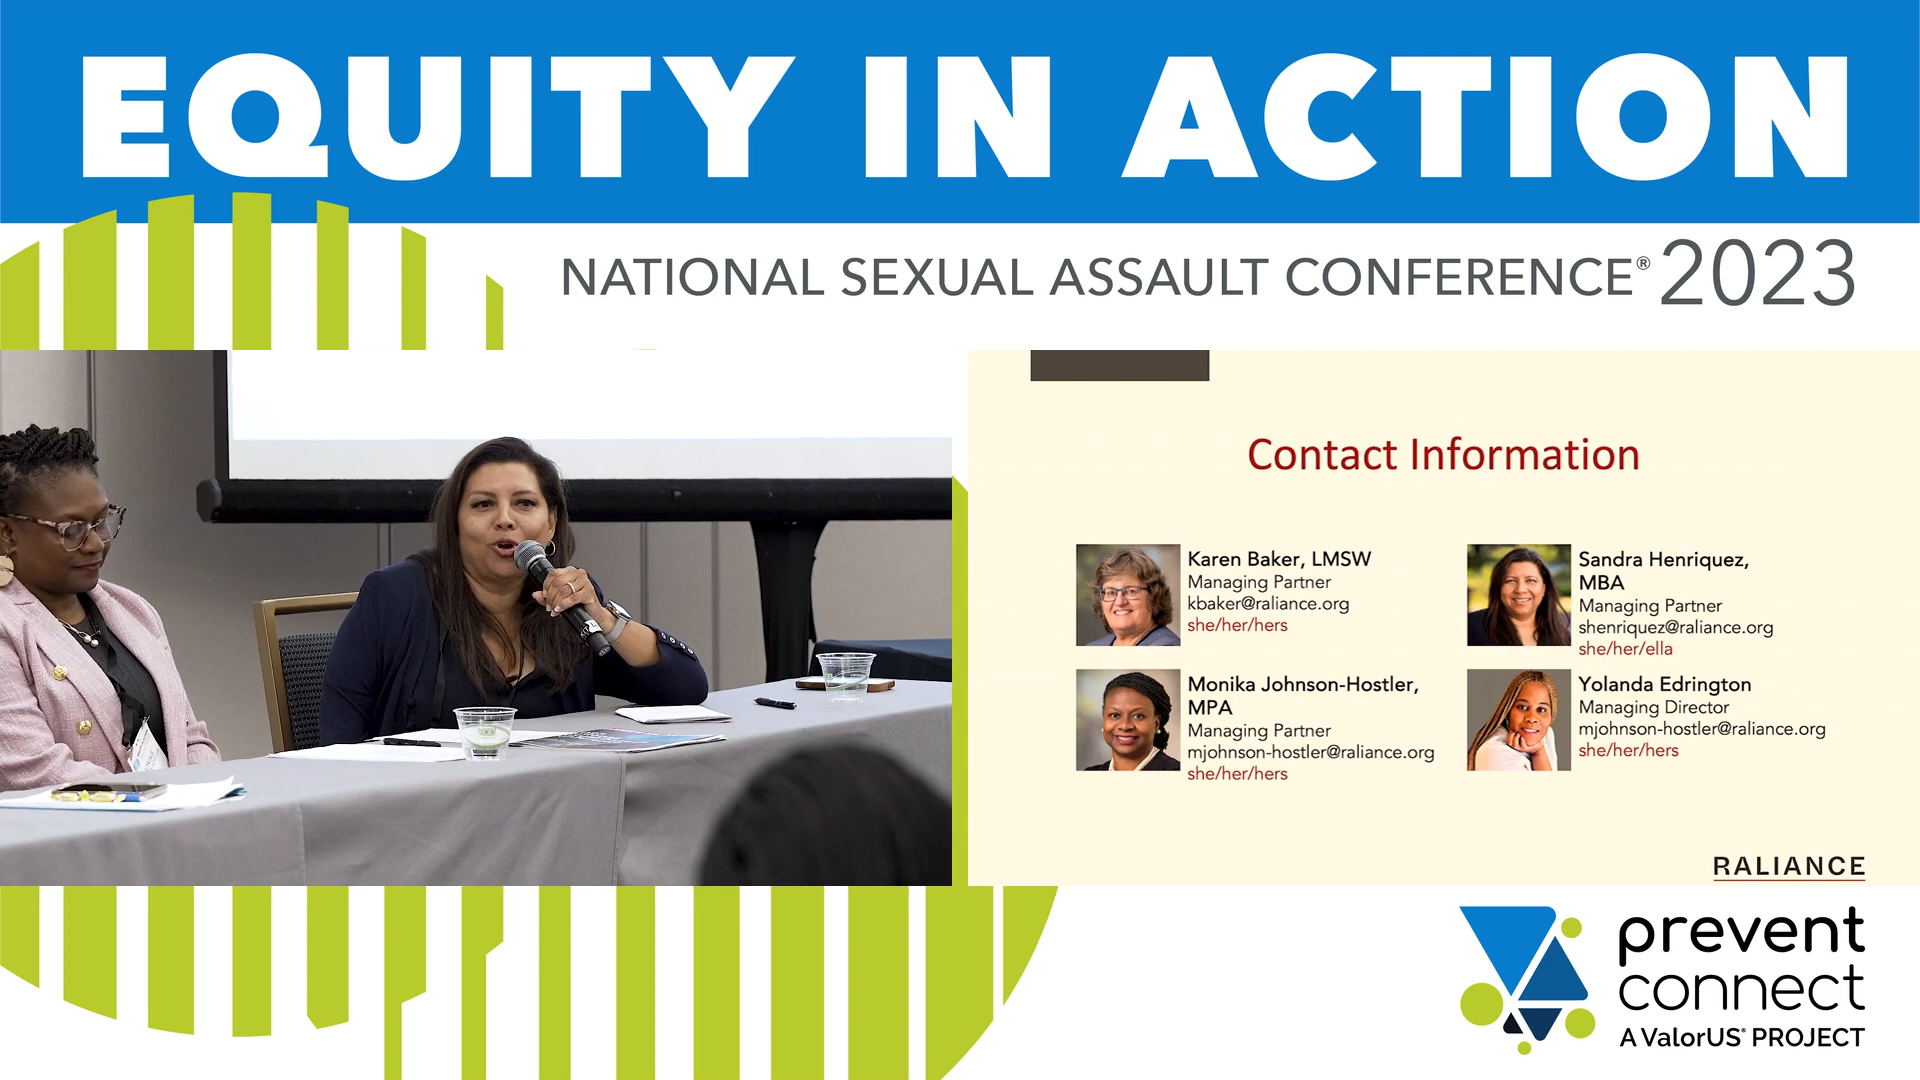 EQUITY IN ACTION
NATIONAL SEXUAL ASSAULT CONFERENCE® 2023
Contact Information
Karen Baker, LMSW
Managing Partner
kbaker@raliance.org
she/her/hers
Sandra Henriquez,
MBA
Managing Partner
shenriquez@raliance.org
she/her/ella
Monika Johnson-Hostler,
MPA
Managing Partner
mjohnson-hostler@raliance.org
she/her/hers
Yolanda Edrington
Managing Director
mjohnson-hostler@raliance.org
she/her/hers
RALIANCE
prevent
connect
A ValorUS® PROJECT